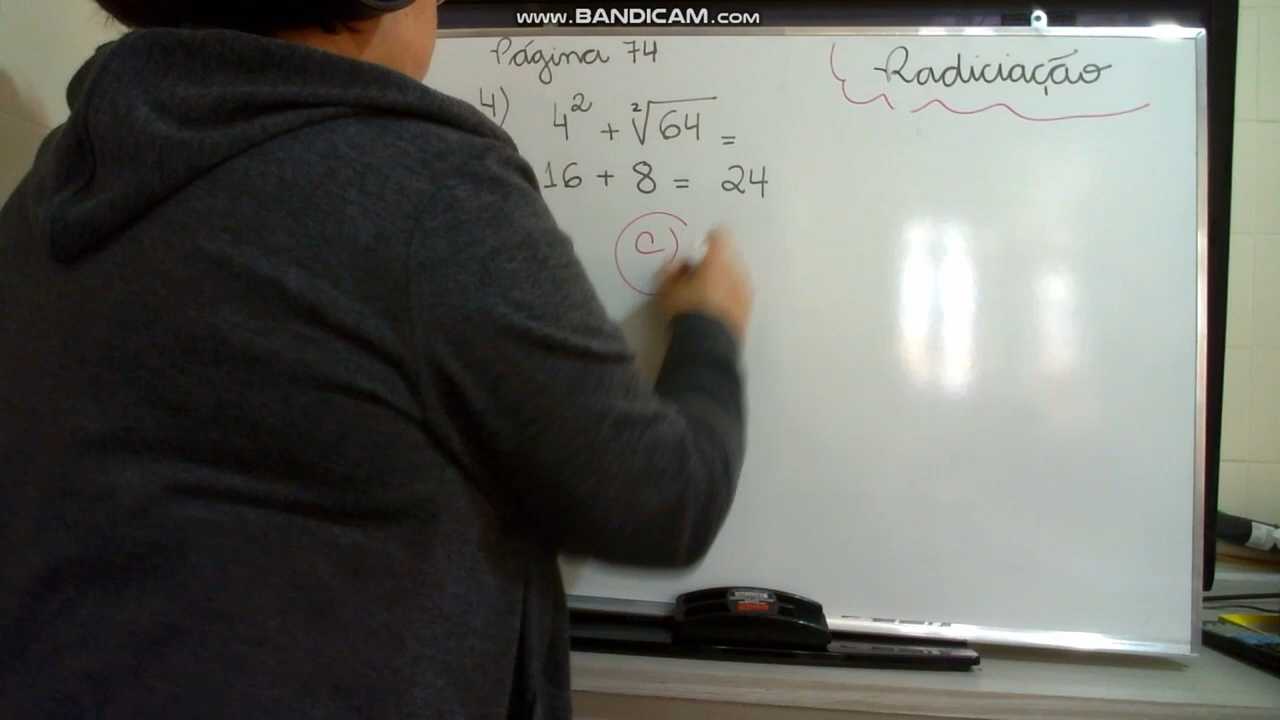 www.BANDICAM.com
Página 74
Radiciação
4) 4² + ²√64 =
16 + 8 = 24
c)